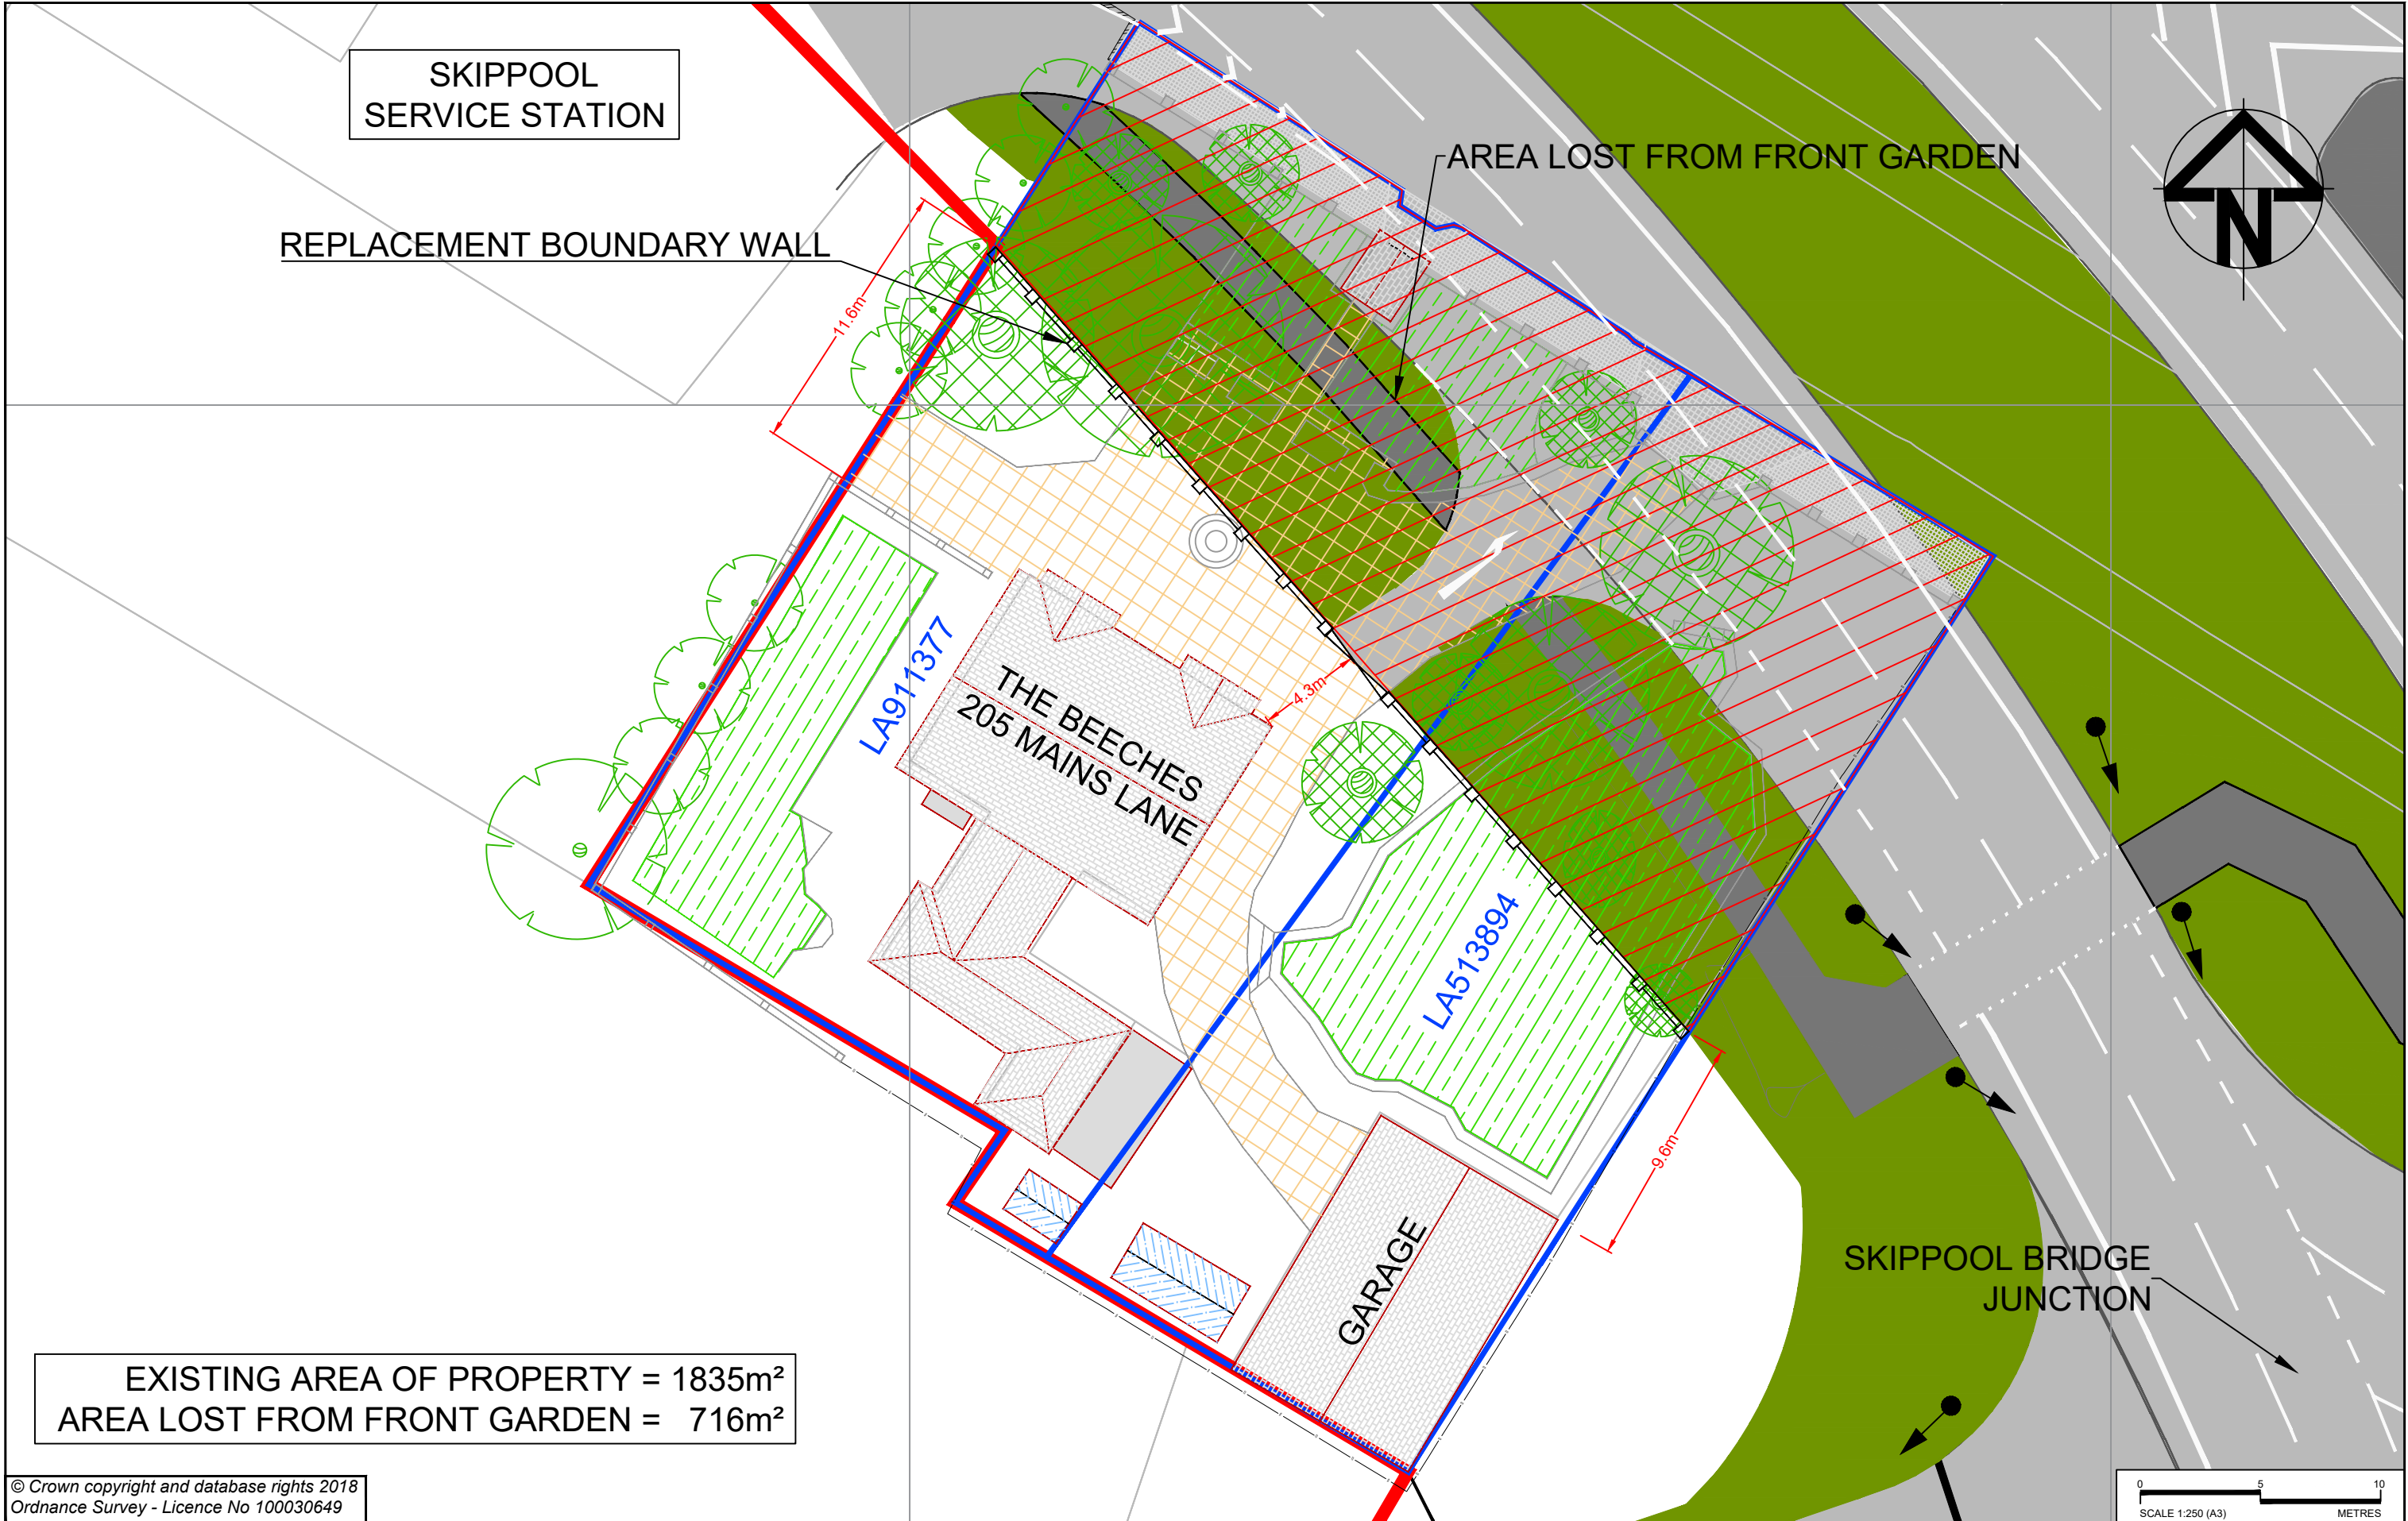 SKIPPOOL
SERVICE STATION
AREA LOST FROM FRONT GARDEN
N
REPLACEMENT BOUNDARY WALL
11.6m
LA911377
THE BEECHES
205 MAINS LANE
4.3m
LA513894
9.6m
GARAGE
SKIPPOOL BRIDGE
JUNCTION
EXISTING AREA OF PROPERTY = 1835m²
AREA LOST FROM FRONT GARDEN = 716m²
© Crown copyright and database rights 2018
Ordnance Survey - Licence No 100030649
0 5 10
SCALE 1:250 (A3) METRES